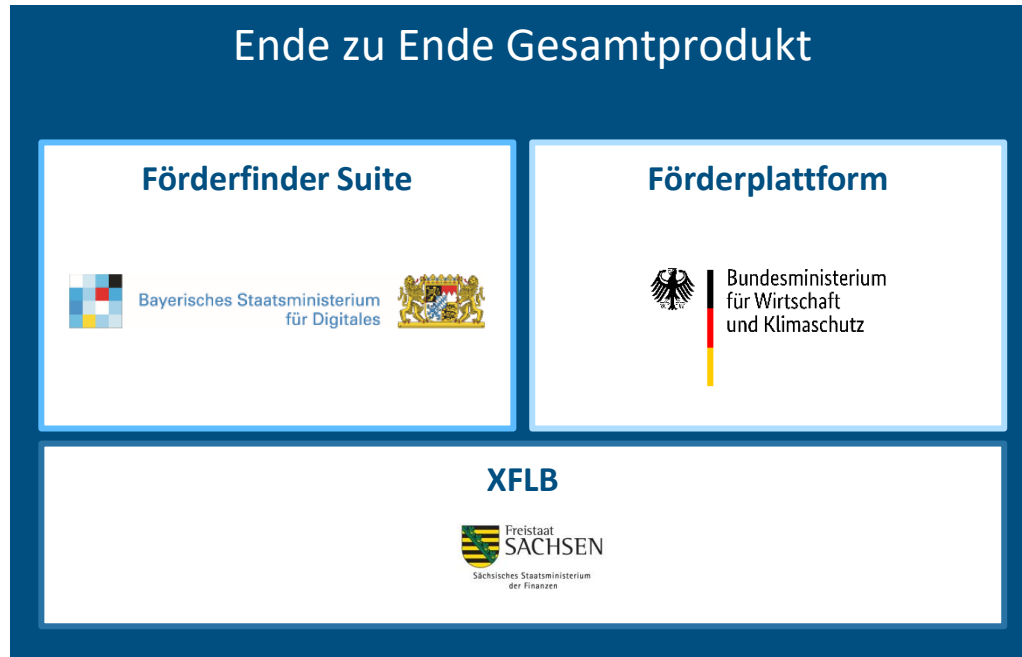 Ende zu Ende Gesamtprodukt
Förderfinder Suite
Bayerisches Staatsministerium
für Digitales
Förderplattform
Bundesministerium
für Wirtschaft
und Klimaschutz
XFLB
Freistaat
SACHSEN
Sächsisches Staatsministerium
der Finanzen